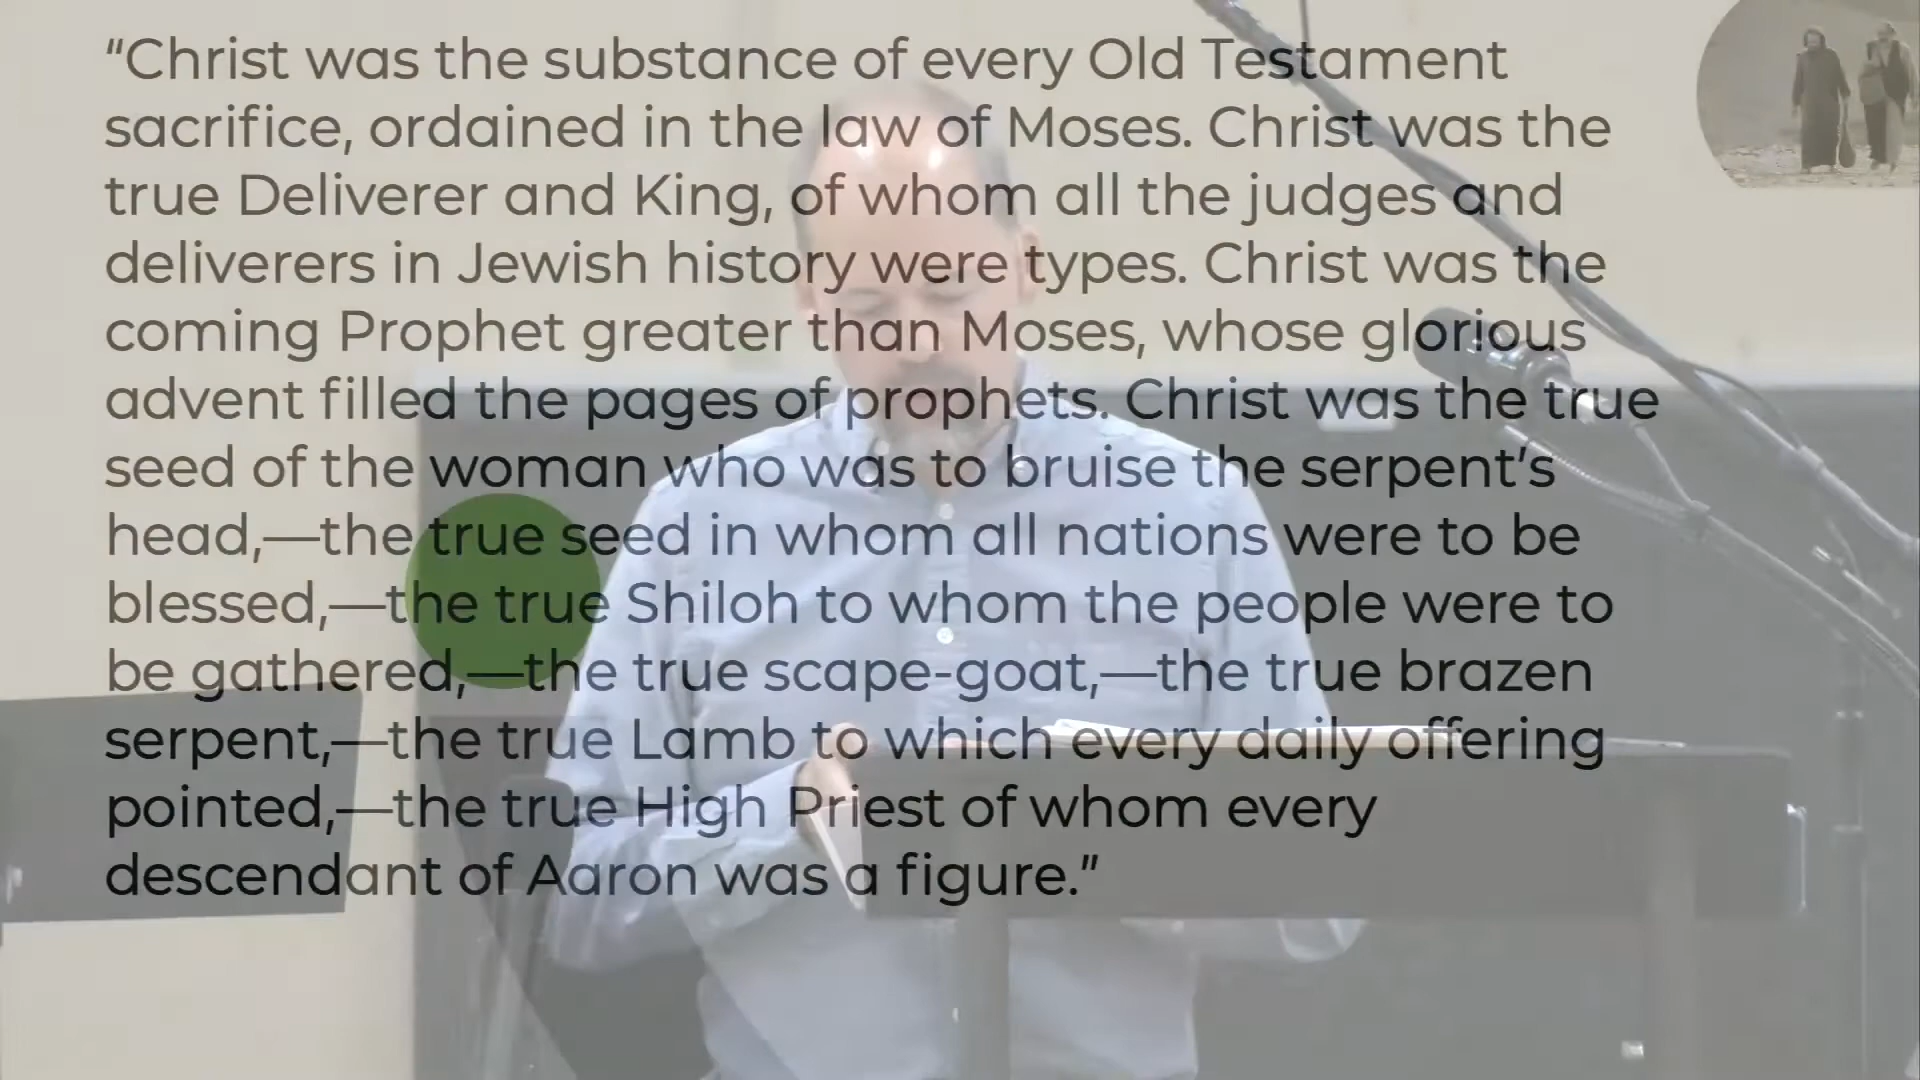 “Christ was the substance of every Old Testament
sacrifice, ordained in the law of Moses. Christ was the
true Deliverer and King, of whom all the judges and
deliverers in Jewish history were types. Christ was the
coming Prophet greater than Moses, whose glorious
advent filled the pages of prophets. Christ was the true
seed of the woman who was to bruise the serpent’s
head,—the true seed in whom all nations were to be
blessed,—the true Shiloh to whom the people were to
be gathered,—the true scape-goat,—the true brazen
serpent,—the true Lamb to which every daily offering
pointed,—the true High Priest of whom every
descendant of Aaron was a figure.”